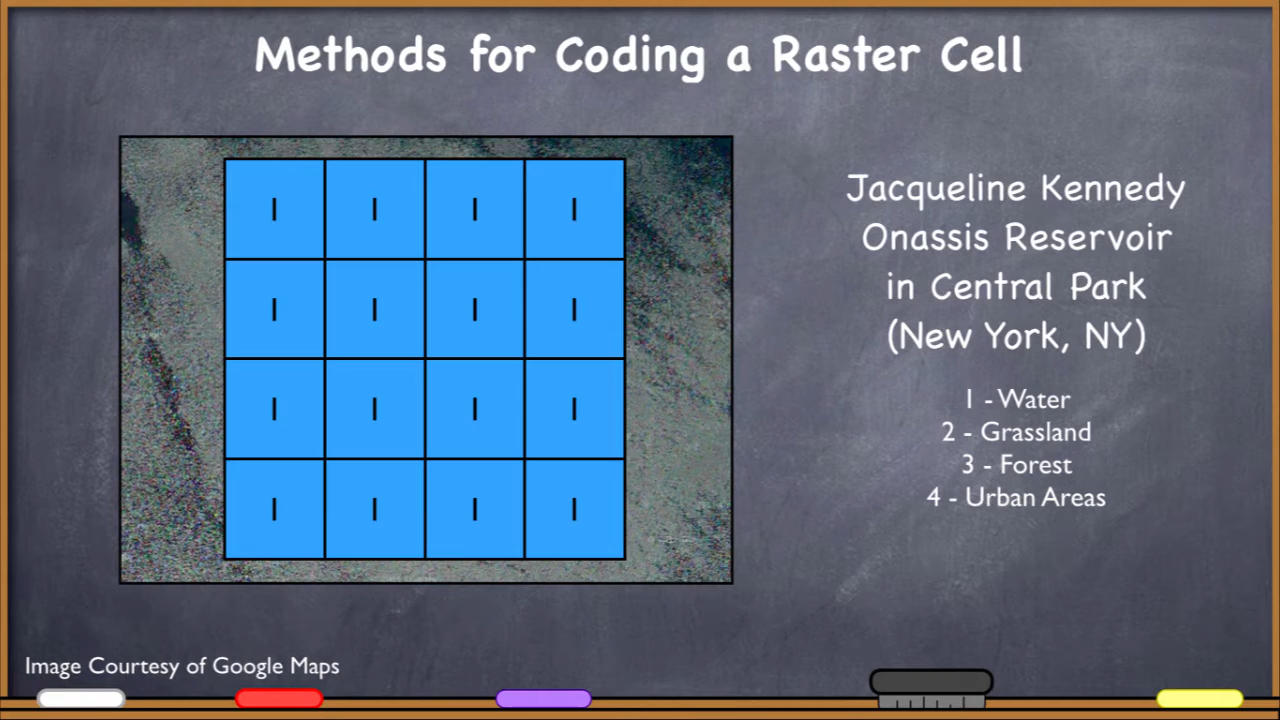 Methods for Coding a Raster Cell
1 1 1 1
1 1 1 1
1 1 1 1
1 1 1 1
Jacqueline Kennedy
Onassis Reservoir
in Central Park
(New York, NY)
1 - Water
2 - Grassland
3 - Forest
4 - Urban Areas
Image Courtesy of Google Maps